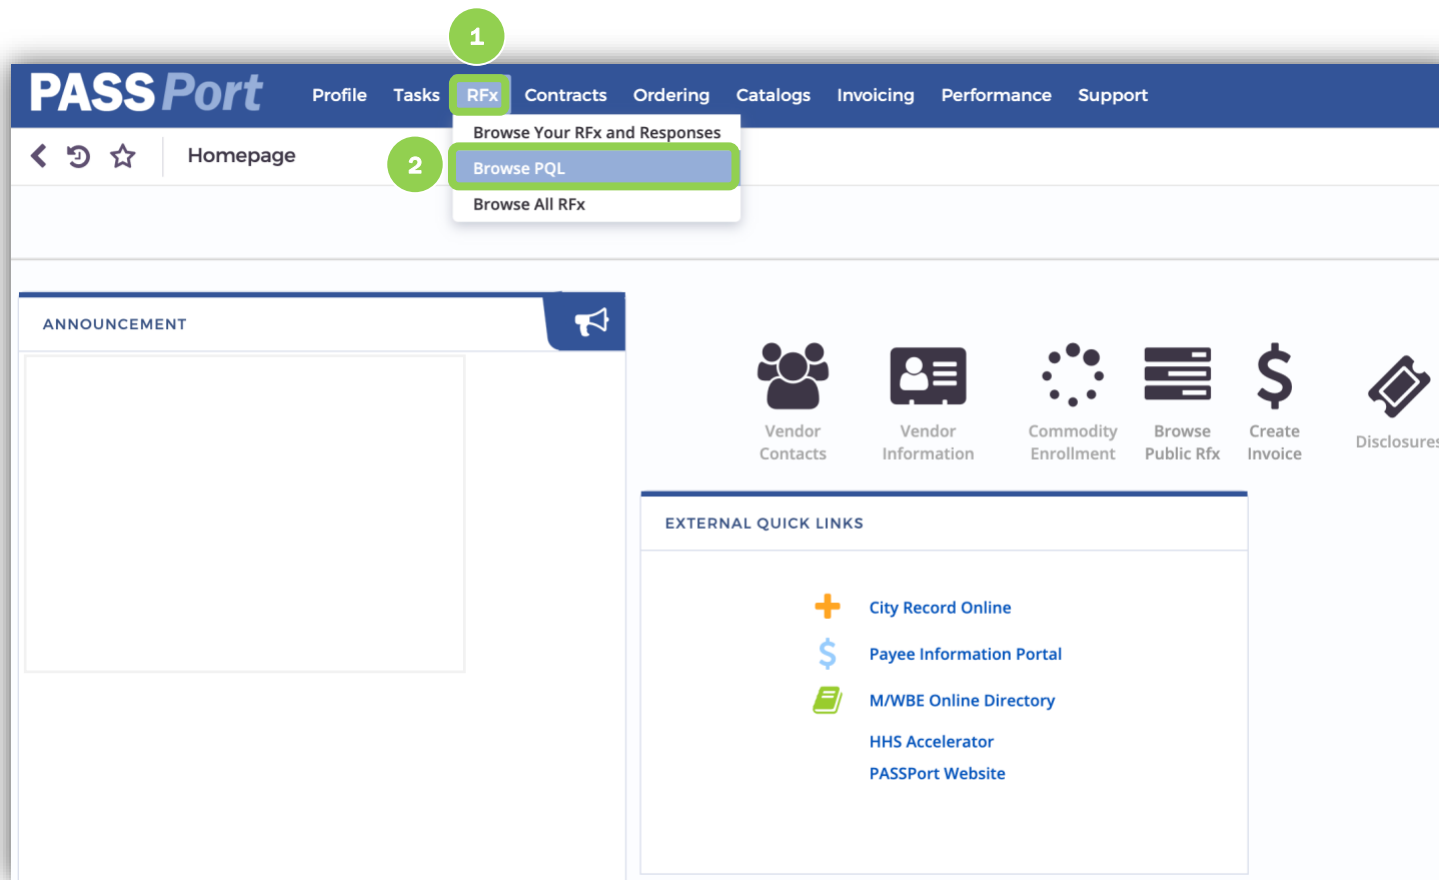 1
PASSPort Profile Tasks RFx Contracts Ordering Catalogs Invoicing Performance Support
Browse Your RFx and Responses
Homepage
2
Browse PQL
Browse All RFx
ANNOUNCEMENT
Vendor Contacts
Vendor Information
Commodity Enrollment
Browse Public Rfx
Create Invoice
Disclosures
EXTERNAL QUICK LINKS
City Record Online
Payee Information Portal
M/WBE Online Directory
HHS Accelerator
PASSPort Website